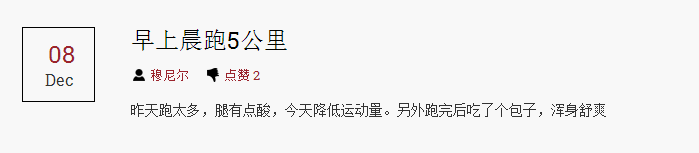 08
Dec
早上晨跑5公里
穆尼尔 点赞 2
昨天跑太多，腿有点酸，今天降低运动量。另外跑完后吃了个包子，浑身舒爽